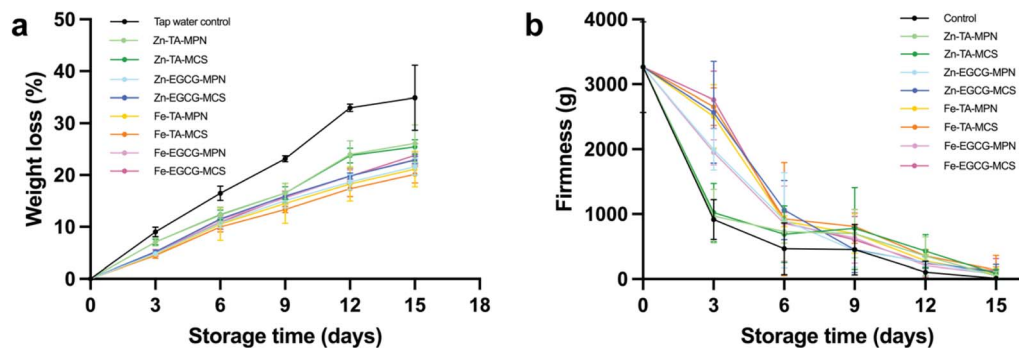 a
Weight loss (%)
50
40
30
20
10
0
Tap water control
Zn-TA-MPN
Zn-TA-MCS
Zn-EGCG-MPN
Zn-EGCG-MCS
Fe-TA-MPN
Fe-TA-MCS
Fe-EGCG-MPN
Fe-EGCG-MCS
0 3 6 9 12 15 18
Storage time (days)
b
Firmness (g)
4000
3000
2000
1000
0
Control
Zn-TA-MPN
Zn-TA-MCS
Zn-EGCG-MPN
Zn-EGCG-MCS
Fe-TA-MPN
Fe-TA-MCS
Fe-EGCG-MPN
Fe-EGCG-MCS
0 3 6 9 12 15
Storage time (days)